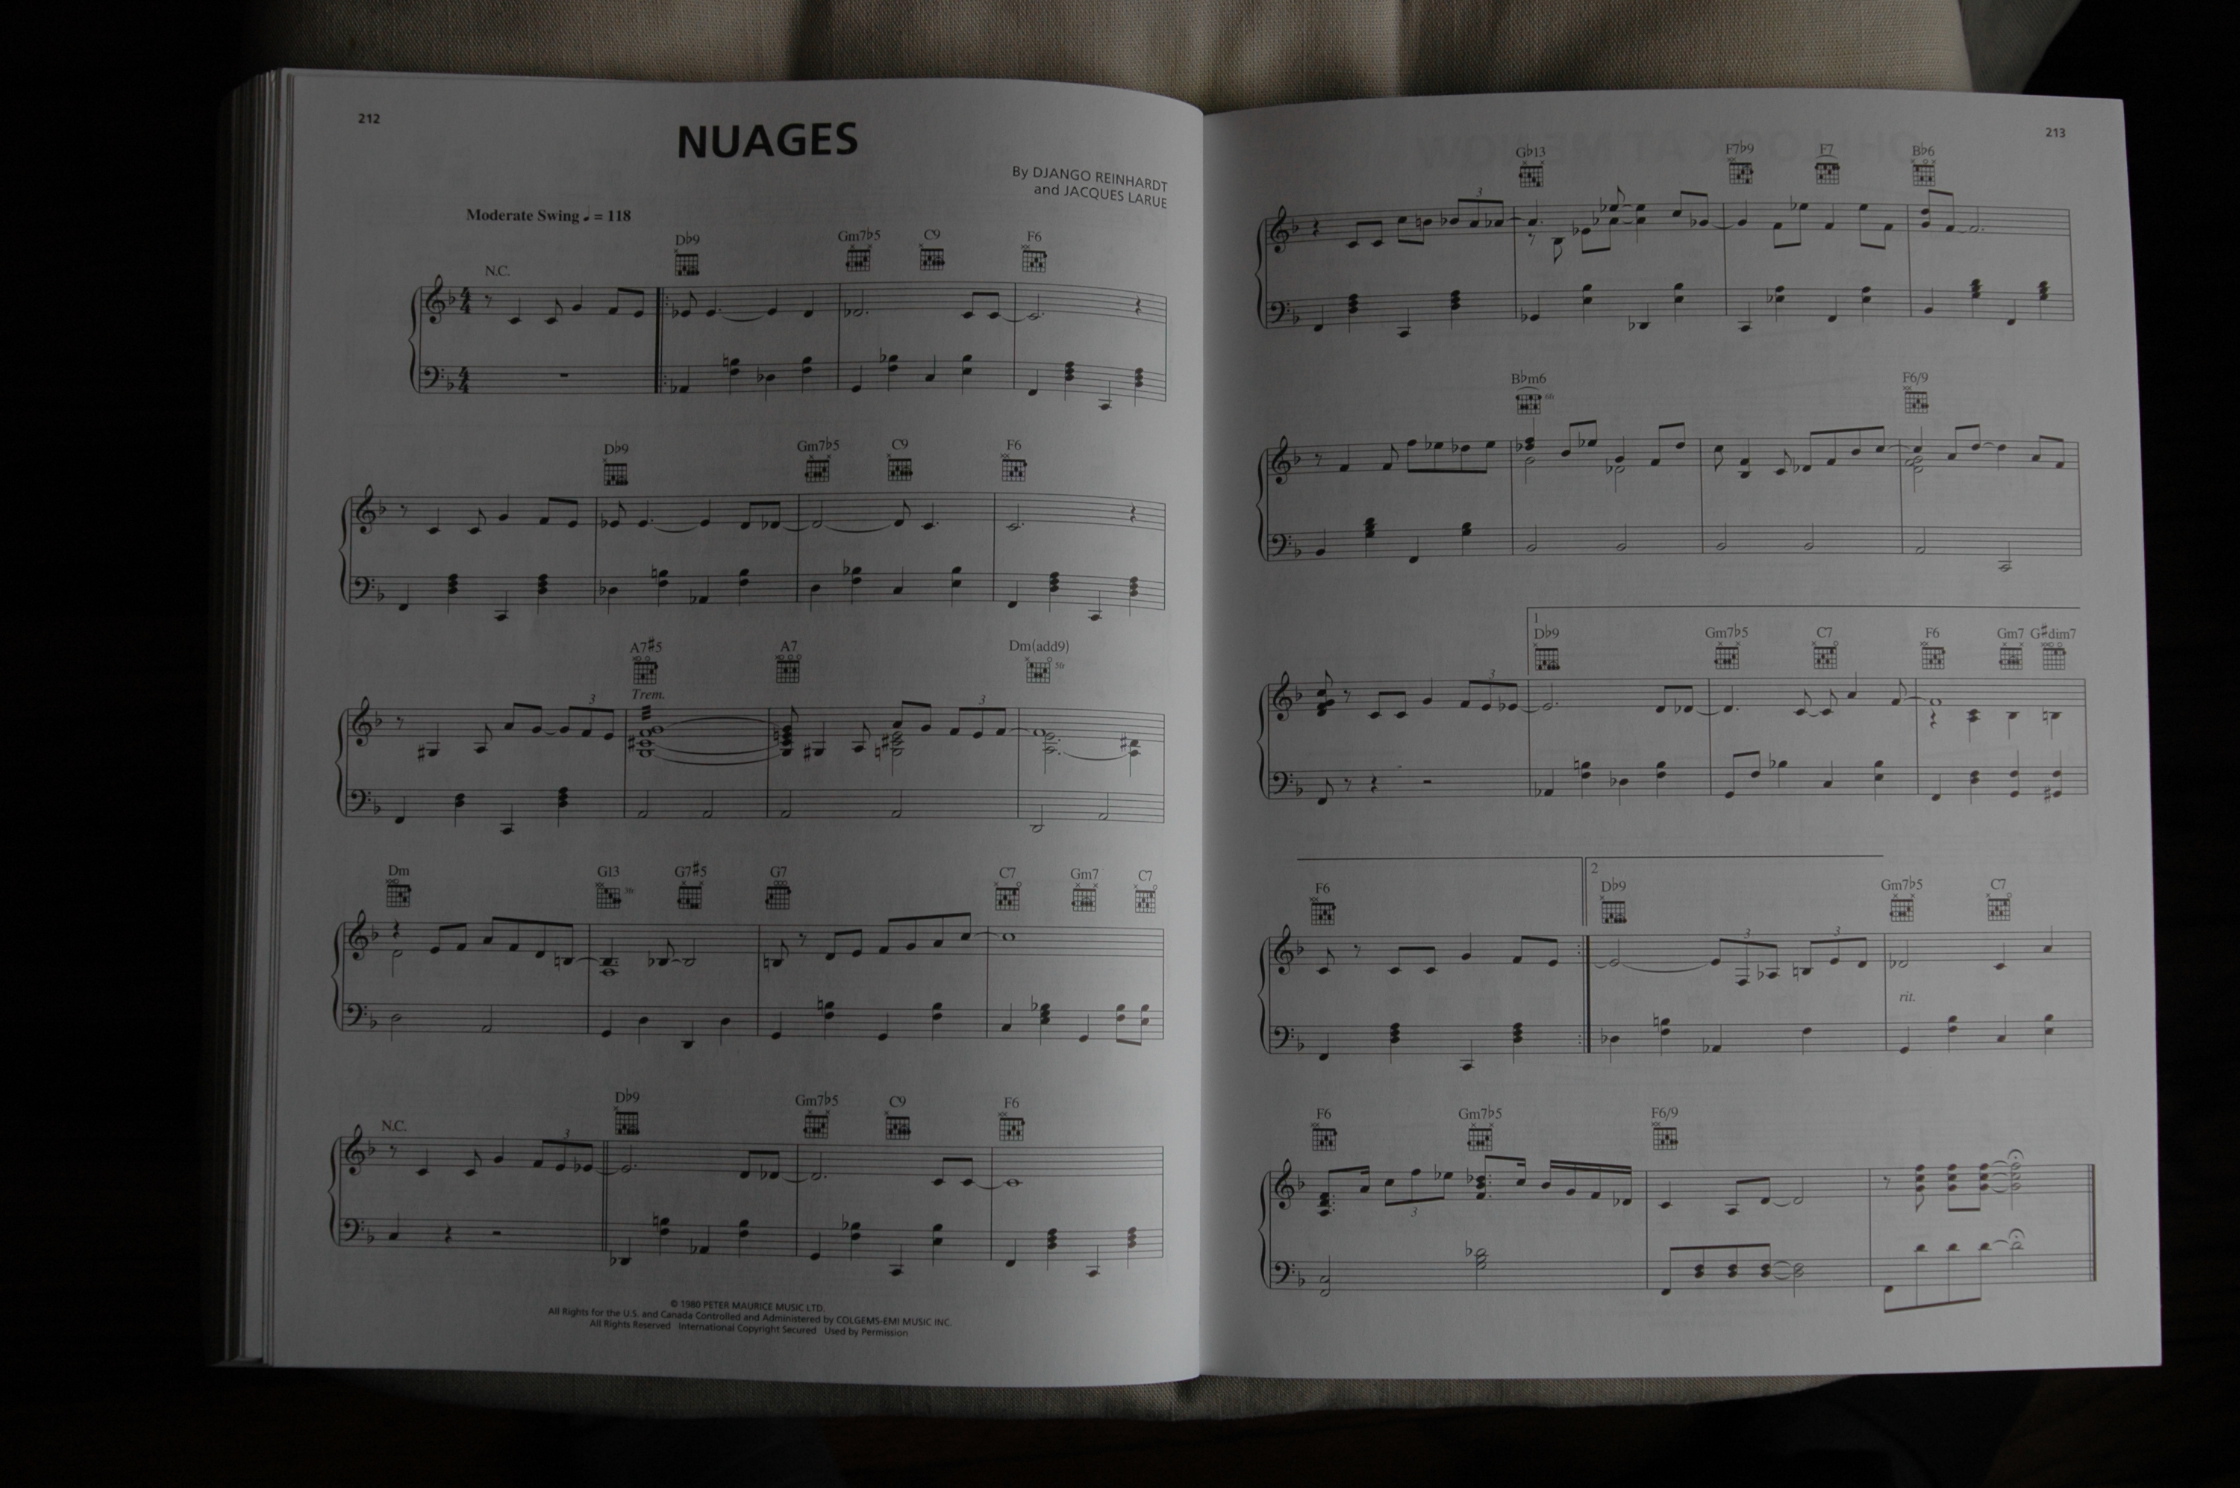 212
NUAGES
By DJANGO REINHARDT
and JACQUES LARUE
Moderate Swing ♩ = 118
N.C. D♭9 Gm7♭5 C9 F6
4 4
4 4
D♭9 Gm7♭5 C9 F6
A7♯5 A7 Dm(add9)
5fr
Trem.
3 3
Dm G13 G7♯5 G7 C7 Gm7 C7
N.C. D♭9 Gm7♭5 C9 F6
3
© 1980 PETER MAURICE MUSIC LTD.
All Rights for the U.S. and Canada Controlled and Administered by COLGEMS-EMI MUSIC INC.
All Rights Reserved International Copyright Secured Used by Permission
213
G♭13 F7♭9 F7 B♭6
3
B♭m6 F6/9
1
D♭9 Gm7♭5 C7 F6 Gm7 G♯dim7
3
2
F6 D♭9 Gm7♭5 C7
3 3
rit.
F6 Gm7♭5 F6/9
3